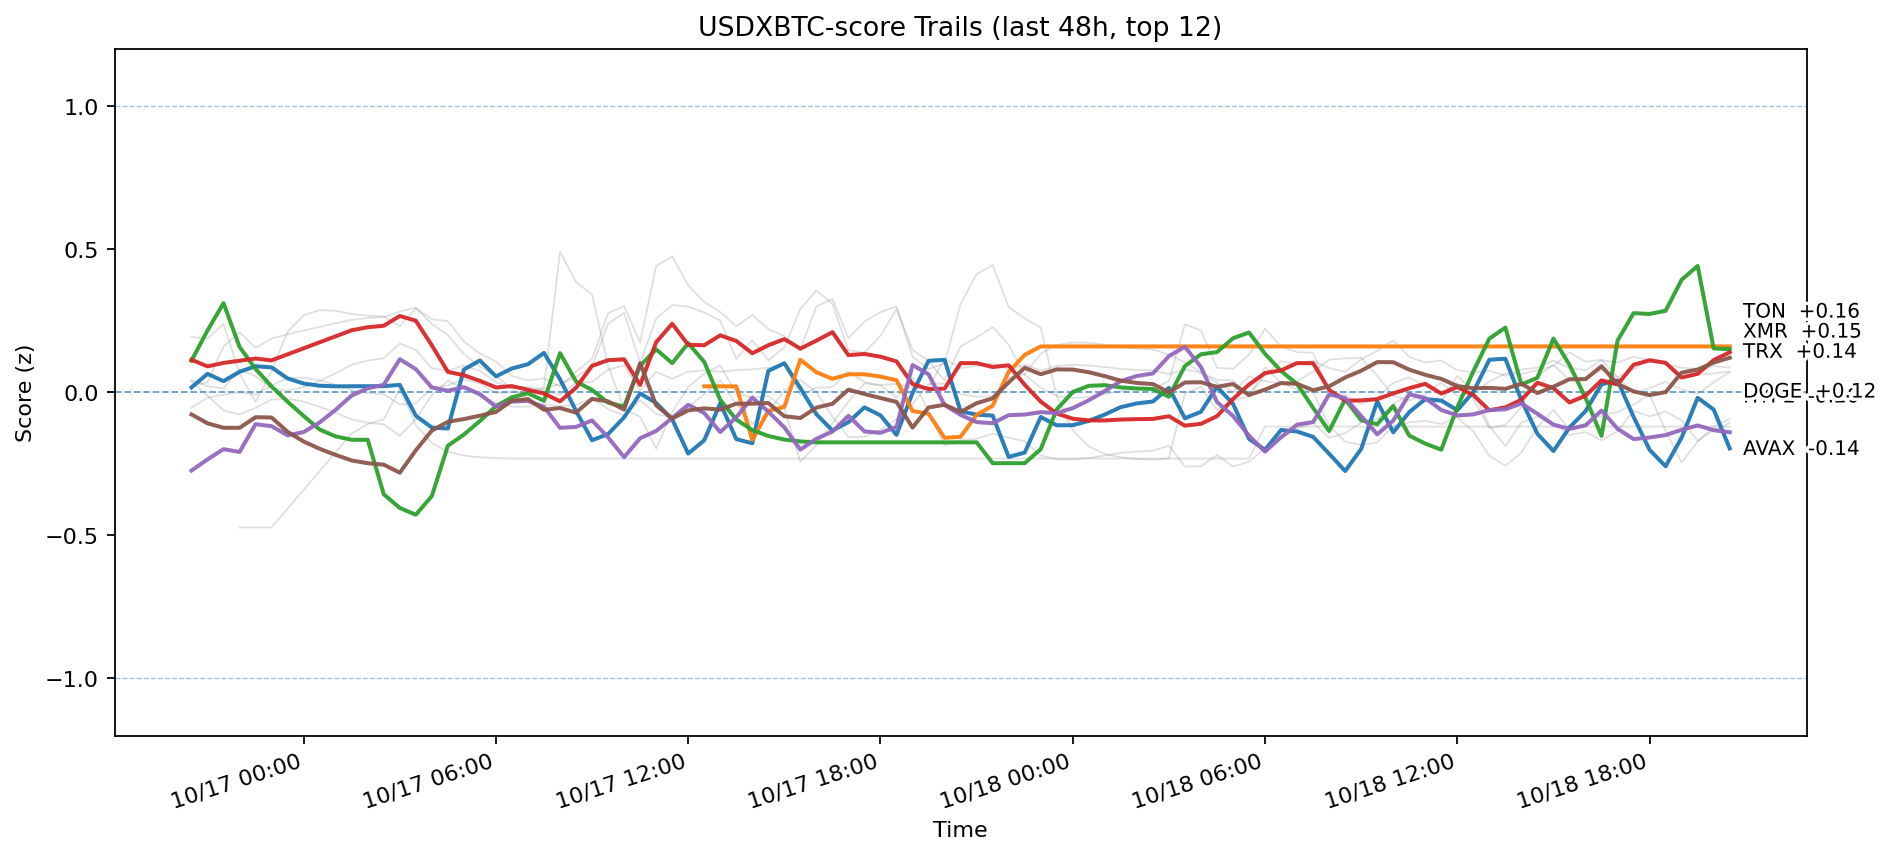 USDXBTC-score Trails (last 48h, top 12)
Score (z)
1.0
0.5
0.0
−0.5
−1.0
TON +0.16
XMR +0.15
TRX +0.14
DOGE +0.12
AVAX -0.14
10/17 00:00
10/17 06:00
10/17 12:00
10/17 18:00
10/18 00:00
10/18 06:00
10/18 12:00
10/18 18:00
Time